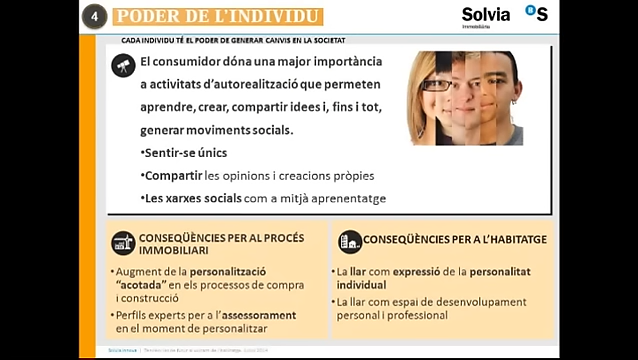 4
PODER DE L'INDIVIDU
Solvia
Immobiliària
B S
CADA INDIVIDU TÉ EL PODER DE GENERAR CANVIS EN LA SOCIETAT
El consumidor dóna una major importància
a activitats d'autorealització que permeten
aprendre, crear, compartir idees i, fins i tot,
generar moviments socials.
•Sentir-se únics
•Compartir les opinions i creacions pròpies
•Les xarxes socials com a mitjà aprenentatge
CONSEQÜÈNCIES PER AL PROCÉS
IMMOBILIARI
•Augment de la personalització
"acotada" en els processos de compra
i construcció
•Perfils experts per a l'assessorament
en el moment de personalitzar
CONSEQÜÈNCIES PER A L'HABITATGE
•La llar com expressió de la personalitat
individual
•La llar com espai de desenvolupament
personal i professional